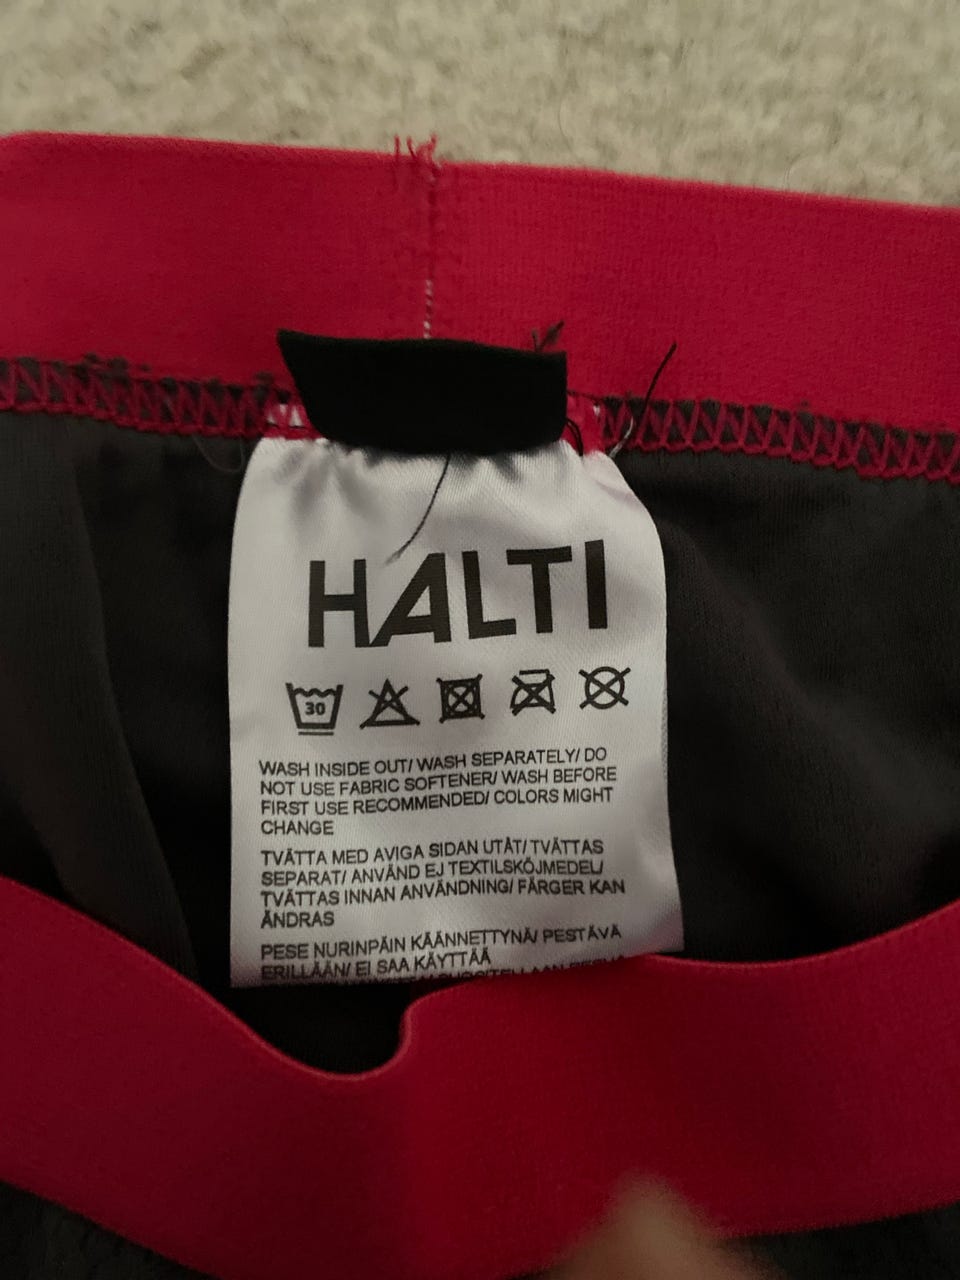 HALTI
30
WASH INSIDE OUT/ WASH SEPARATELY/ DO
NOT USE FABRIC SOFTENER/ WASH BEFORE
FIRST USE RECOMMENDED/ COLORS MIGHT
CHANGE
TVÄTTA MED AVIGA SIDAN UTÅT/ TVÄTTAS
SEPARAT/ ANVÄND EJ TEXTILSKÖJMEDEL/
TVÄTTAS INNAN ANVÄNDNING/ FÄRGER KAN
ÄNDRAS
PESE NURINPÄIN KÄÄNNETTYNÄ/ PESTÄVÄ
ERILLÄÄN/ EI SAA KÄYTTÄÄ